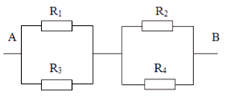 R₁ R₂
A B
R₃ R₄